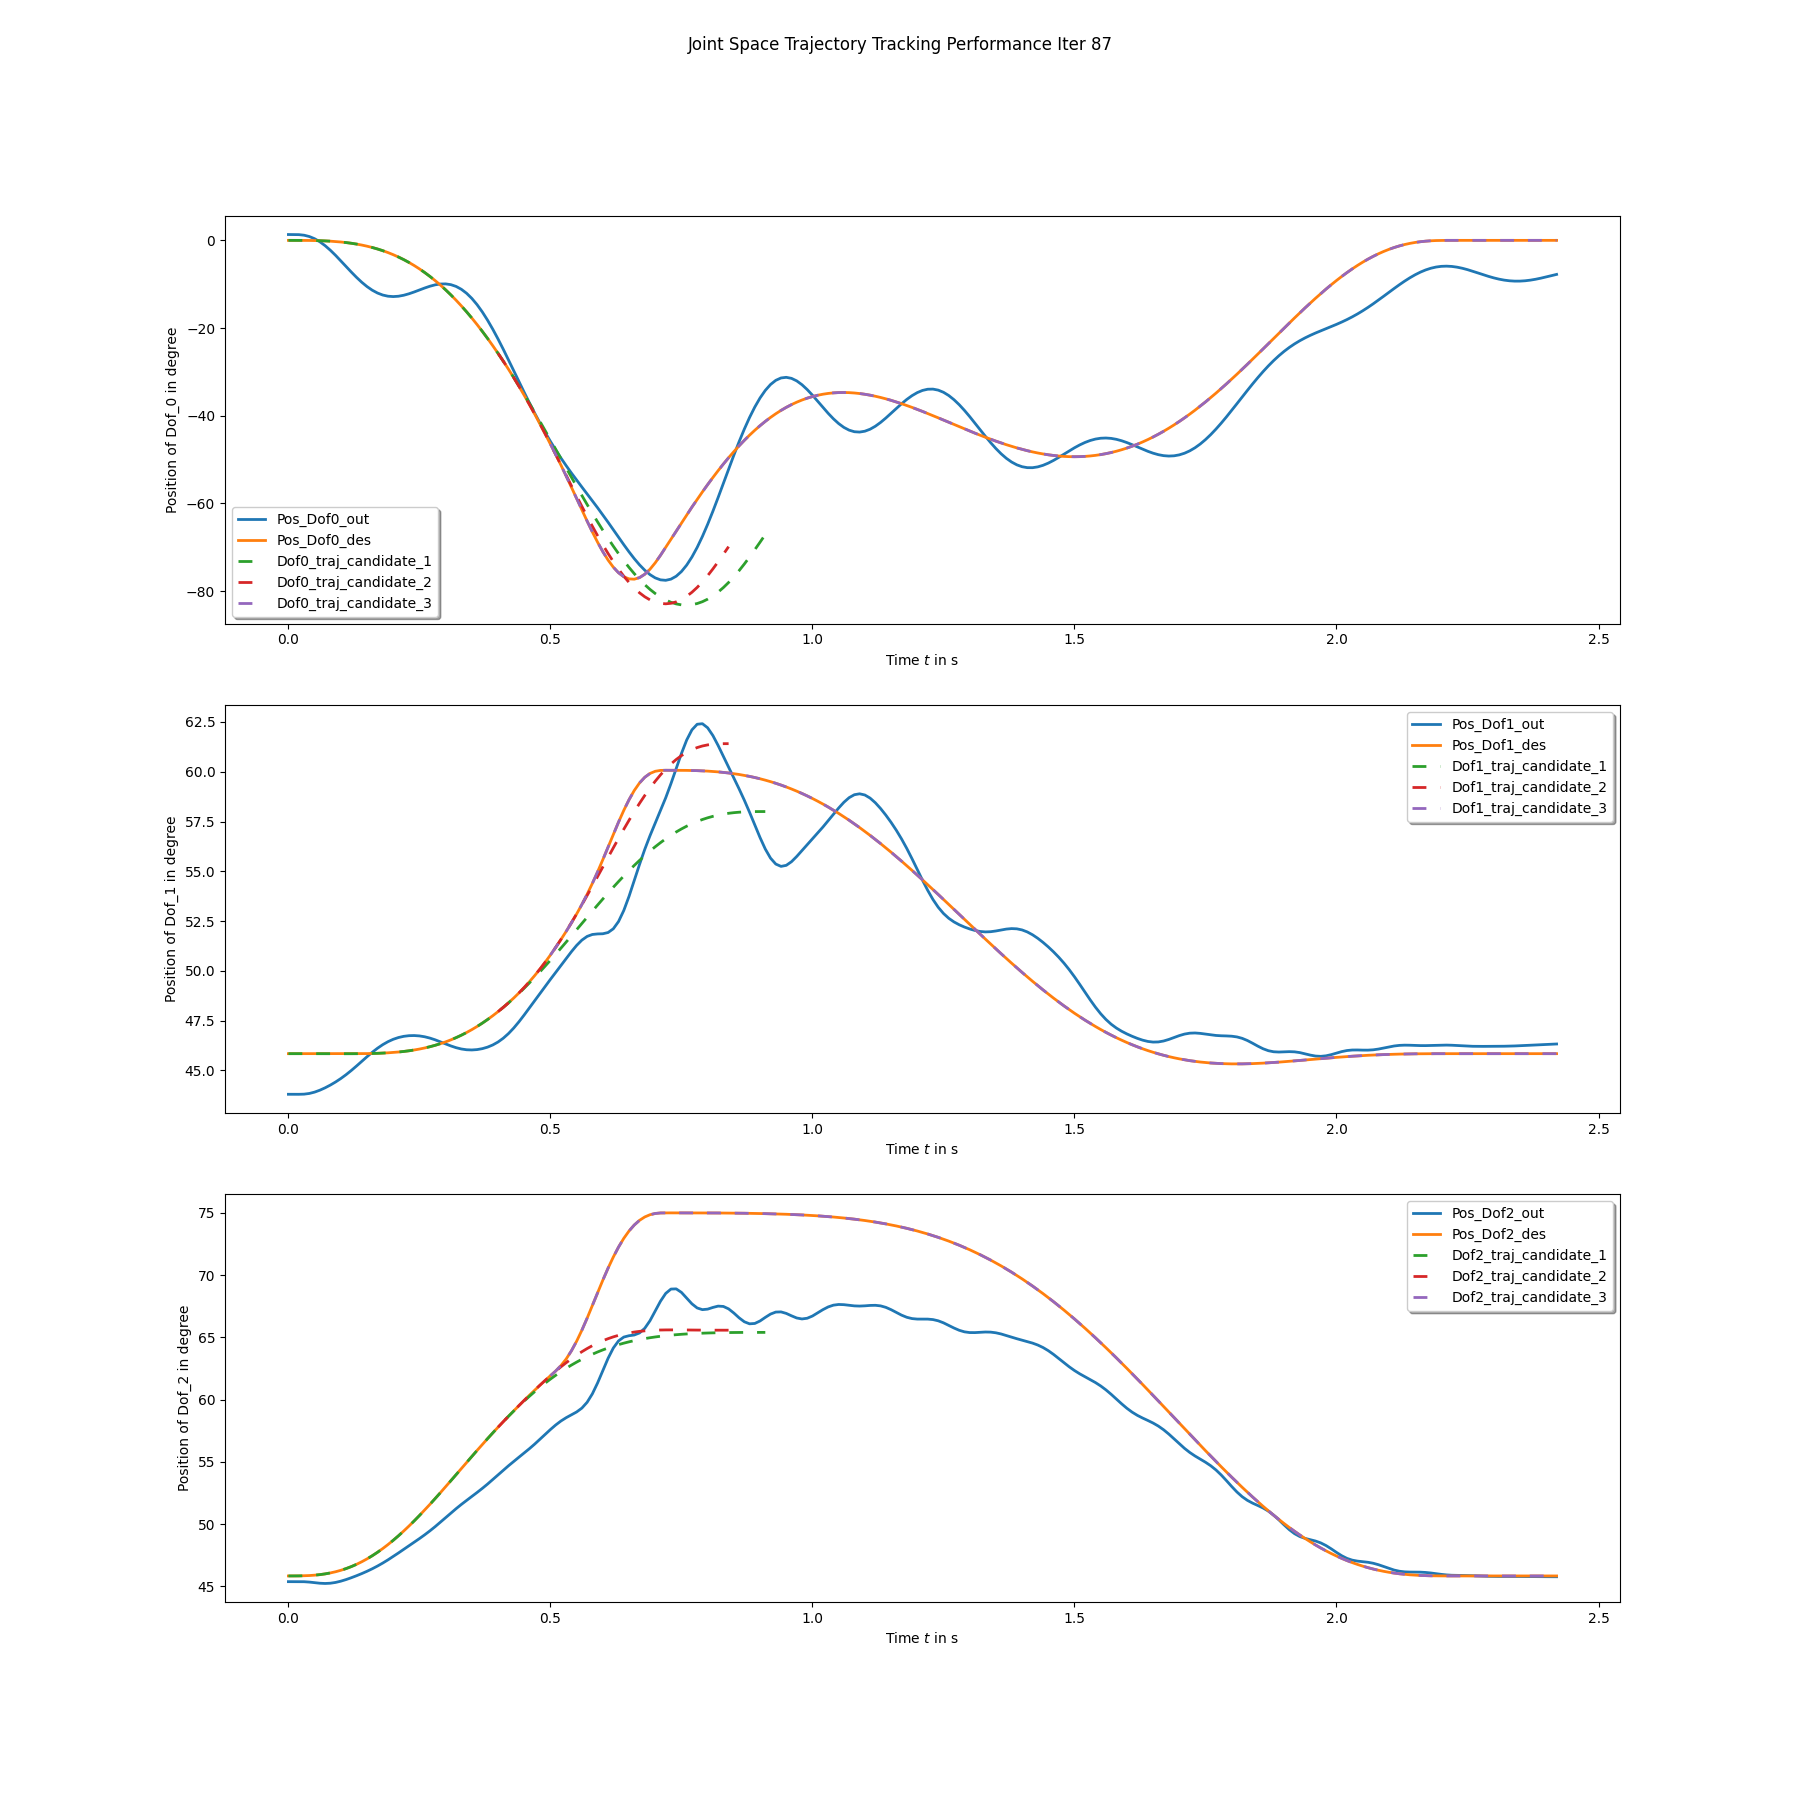 Joint Space Trajectory Tracking Performance Iter 87
Position of Dof_0 in degree
0
−20
−40
−60
−80
Pos_Dof0_out
Pos_Dof0_des
Dof0_traj_candidate_1
Dof0_traj_candidate_2
Dof0_traj_candidate_3
0.0 0.5 1.0 1.5 2.0 2.5
Time t in s
Position of Dof_1 in degree
62.5
60.0
57.5
55.0
52.5
50.0
47.5
45.0
Pos_Dof1_out
Pos_Dof1_des
Dof1_traj_candidate_1
Dof1_traj_candidate_2
Dof1_traj_candidate_3
0.0 0.5 1.0 1.5 2.0 2.5
Time t in s
Position of Dof_2 in degree
75
70
65
60
55
50
45
Pos_Dof2_out
Pos_Dof2_des
Dof2_traj_candidate_1
Dof2_traj_candidate_2
Dof2_traj_candidate_3
0.0 0.5 1.0 1.5 2.0 2.5
Time t in s